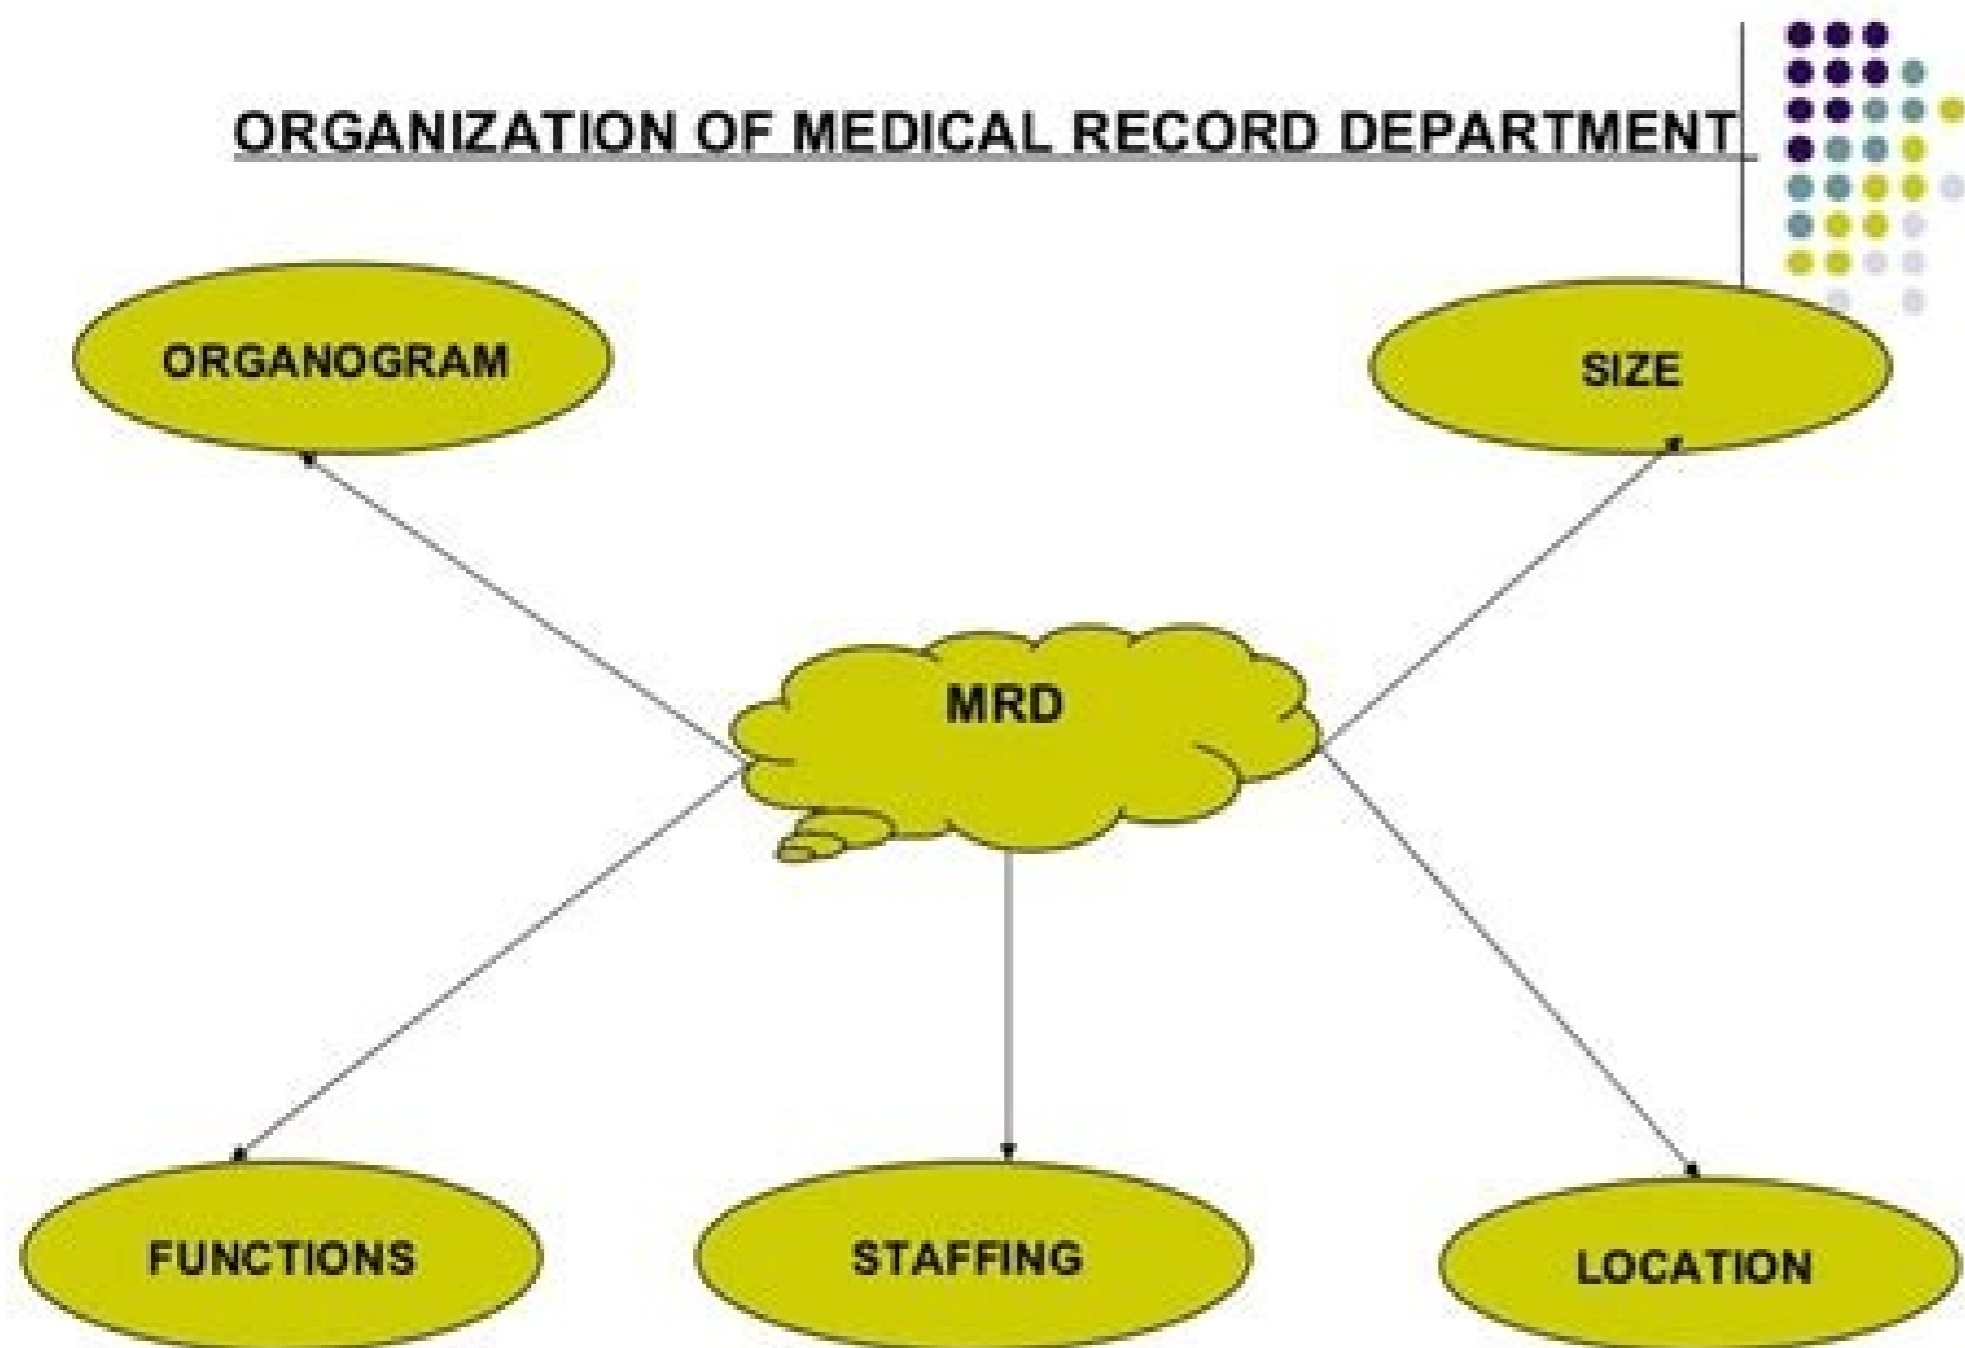 ORGANIZATION OF MEDICAL RECORD DEPARTMENT
ORGANOGRAM
SIZE
MRD
FUNCTIONS
STAFFING
LOCATION